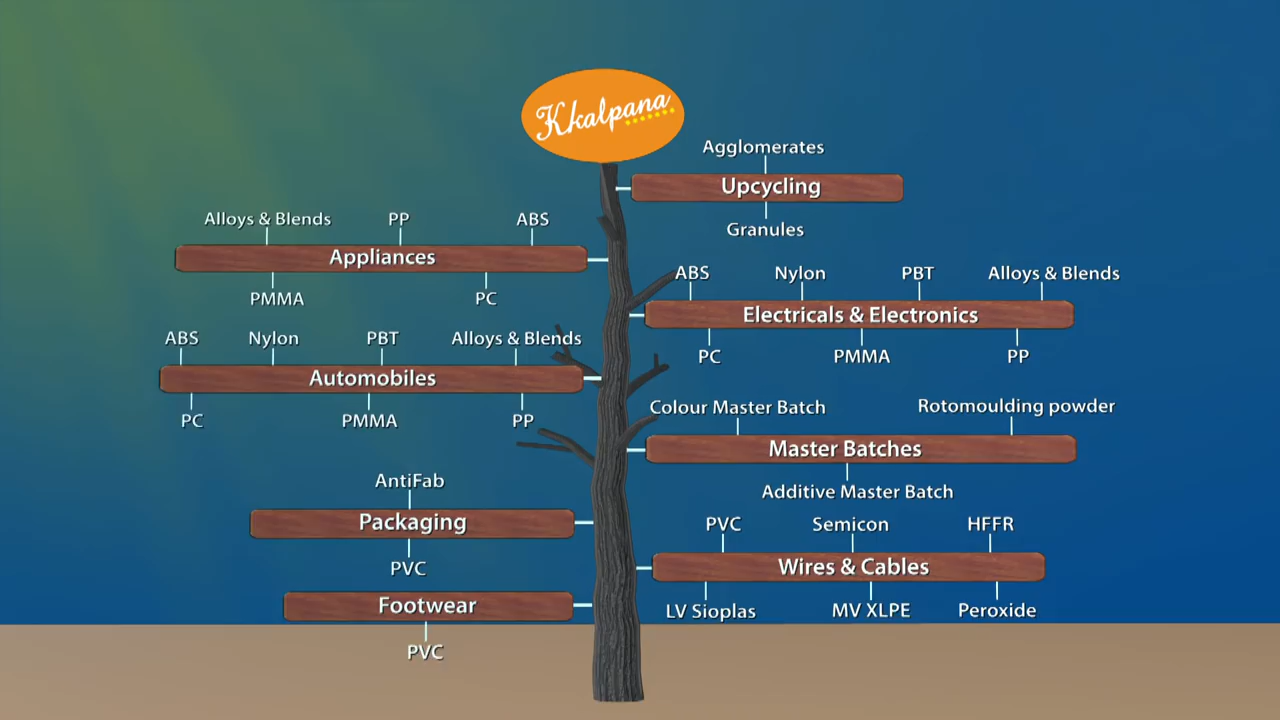 Kkalpana
Agglomerates
Upcycling
Granules
Alloys & Blends PP ABS
Appliances
PMMA PC
ABS Nylon PBT Alloys & Blends
Electricals & Electronics
PC PMMA PP
ABS Nylon PBT Alloys & Blends
Automobiles
PC PMMA PP
Colour Master Batch Rotomoulding powder
Master Batches
Additive Master Batch
AntiFab
Packaging
PVC
PVC Semicon HFFR
Wires & Cables
LV Sioplas MV XLPE Peroxide
Footwear
PVC